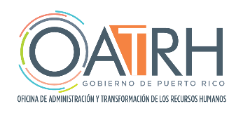 OATRH
GOBIERNO DE PUERTO RICO
OFICINA DE ADMINISTRACIÓN Y TRANSFORMACIÓN DE LOS RECURSOS HUMANOS